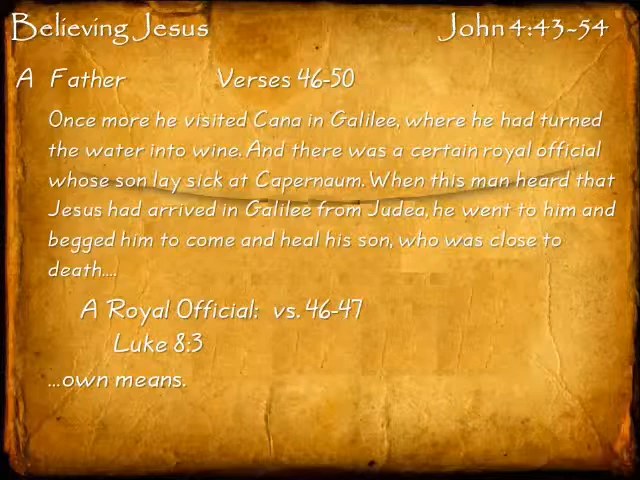 Believing Jesus John 4:43-54
A Father Verses 46-50
Once more he visited Cana in Galilee, where he had turned
the water into wine. And there was a certain royal official
whose son lay sick at Capernaum. When this man heard that
Jesus had arrived in Galilee from Judea, he went to him and
begged him to come and heal his son, who was close to
death....
A Royal Official: vs. 46-47
Luke 8:3
...own means.